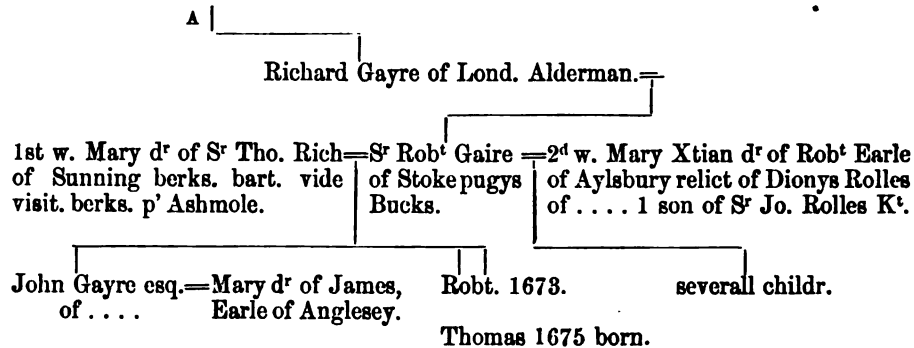 A
Richard Gayre of Lond. Alderman.=
1st w. Mary dʳ of Sʳ Tho. Rich=Sʳ Robᵗ Gaire=2ᵈ w. Mary Xtian dʳ of Robᵗ Earle
of Sunning berks. bart. vide of Stoke pugys of Aylsbury relict of Dionys Rolles
visit. berks. p' Ashmole. Bucks. of . . . . 1 son of Sʳ Jo. Rolles Kᵗ.
John Gayre esq.=Mary dʳ of James, Robt. 1673. severall childr.
of . . . . Earle of Anglesey.
Thomas 1675 born.